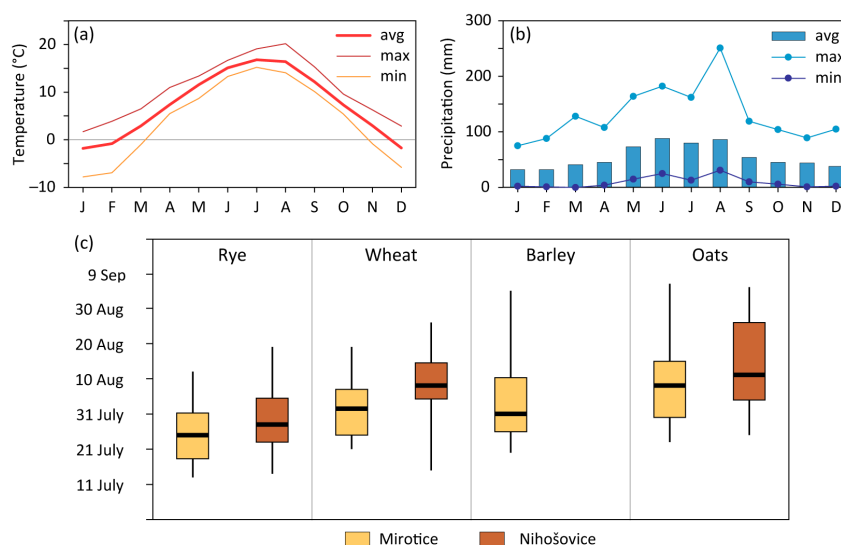 (a)
avg
max
min
Temperature (°C)
20
10
0
–10
J F M A M J J A S O N D
(b)
avg
max
min
Precipitation (mm)
300
200
100
0
J F M A M J J A S O N D
(c)
Rye Wheat Barley Oats
9 Sep
30 Aug
20 Aug
10 Aug
31 July
21 July
11 July
Mirotice Nihošovice